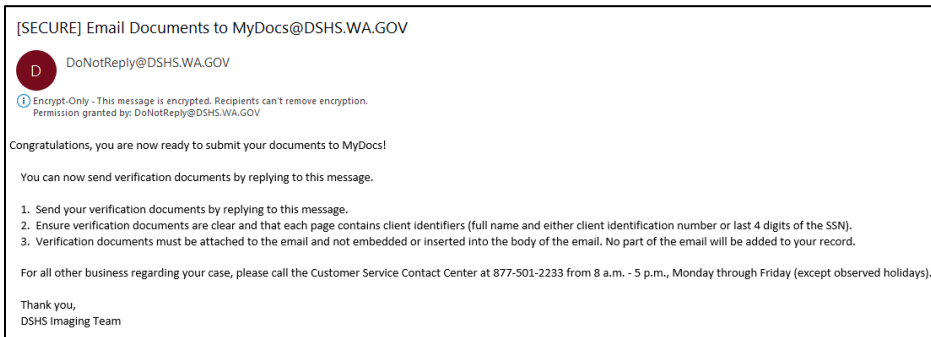 [SECURE] Email Documents to MyDocs@DSHS.WA.GOV
D
DoNotReply@DSHS.WA.GOV
Encrypt-Only - This message is encrypted. Recipients can't remove encryption.
Permission granted by: DoNotReply@DSHS.WA.GOV
Congratulations, you are now ready to submit your documents to MyDocs!
You can now send verification documents by replying to this message.
1. Send your verification documents by replying to this message.
2. Ensure verification documents are clear and that each page contains client identifiers (full name and either client identification number or last 4 digits of the SSN).
3. Verification documents must be attached to the email and not embedded or inserted into the body of the email. No part of the email will be added to your record.
For all other business regarding your case, please call the Customer Service Contact Center at 877-501-2233 from 8 a.m. - 5 p.m., Monday through Friday (except observed holidays).
Thank you,
DSHS Imaging Team